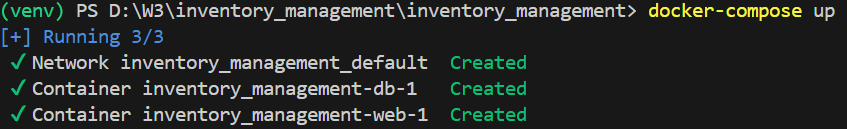 (venv) PS D:\W3\inventory_management\inventory_management> docker-compose up
[+] Running 3/3
✓ Network inventory_management_default  Created
✓ Container inventory_management-db-1  Created
✓ Container inventory_management-web-1  Created